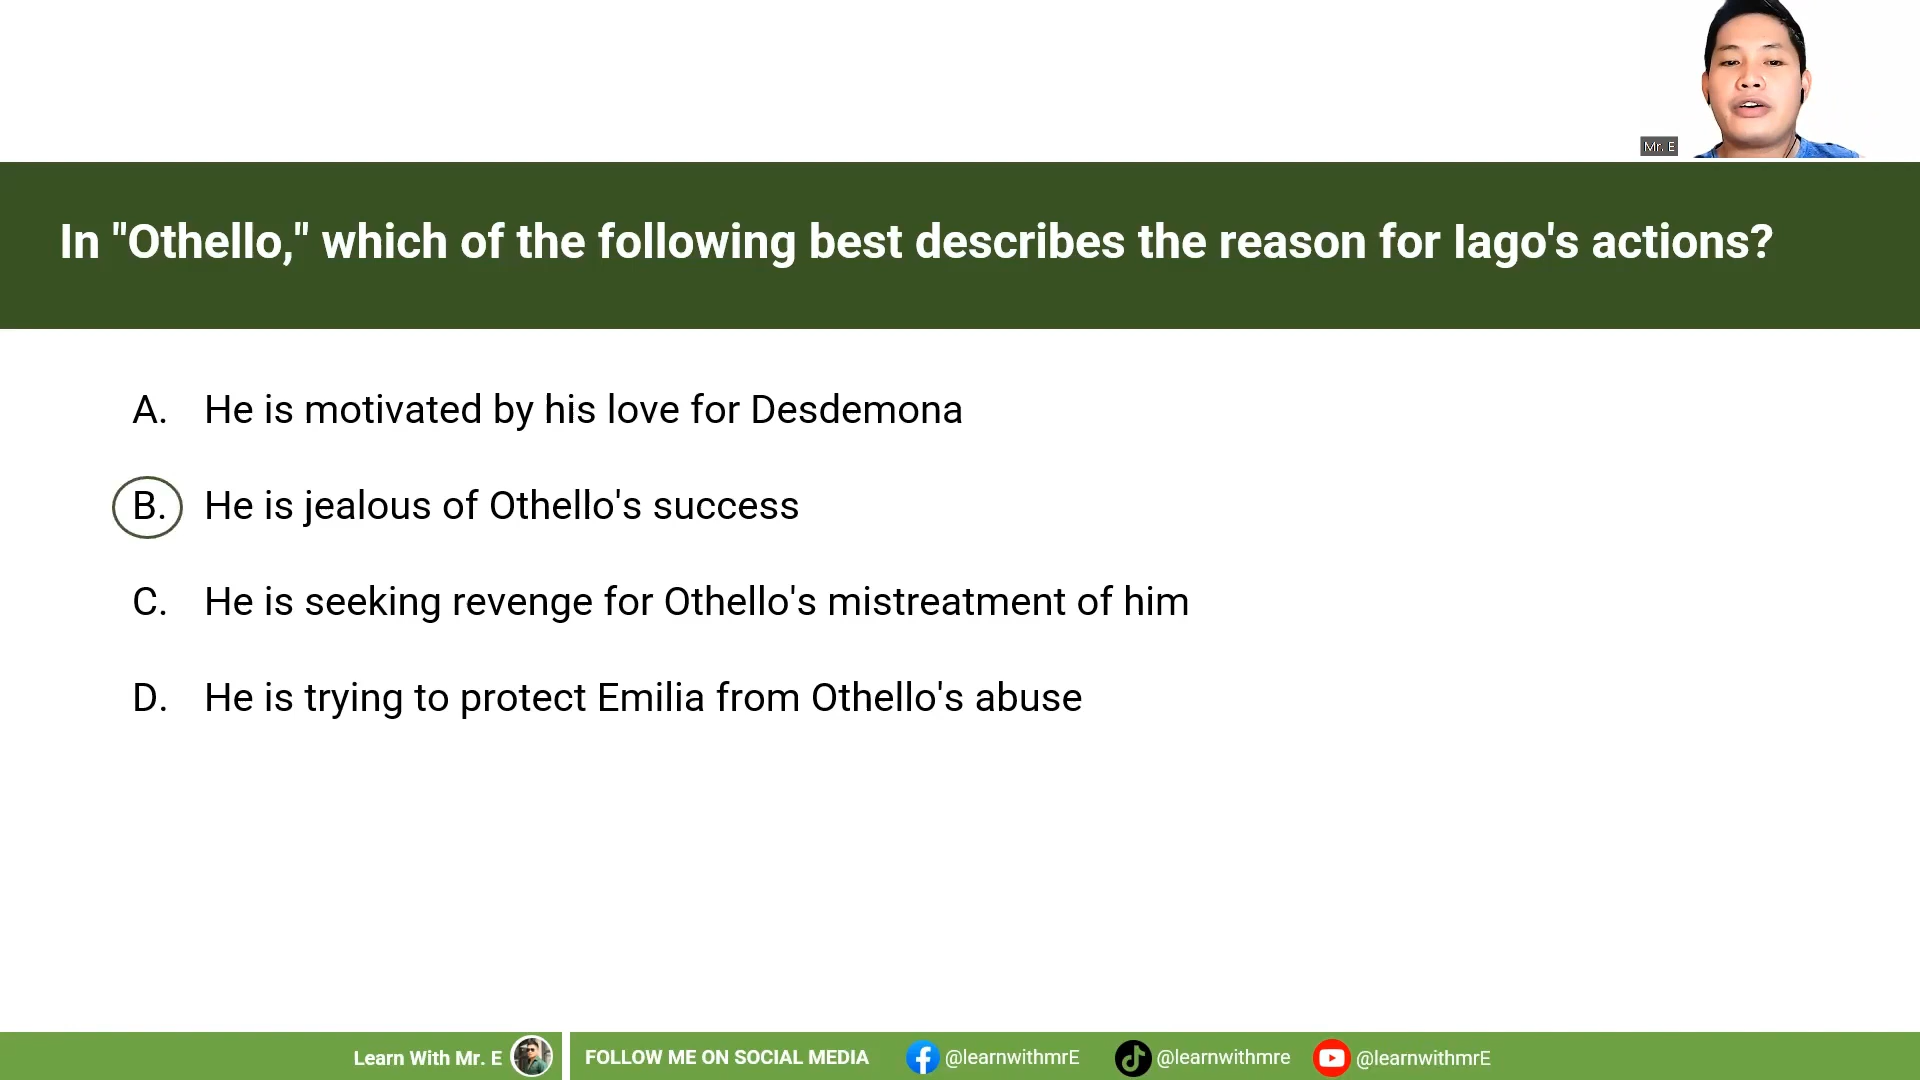 Mr. E
In "Othello," which of the following best describes the reason for Iago's actions?
A. He is motivated by his love for Desdemona
B. He is jealous of Othello's success
C. He is seeking revenge for Othello's mistreatment of him
D. He is trying to protect Emilia from Othello's abuse
Learn With Mr. E FOLLOW ME ON SOCIAL MEDIA @learnwithmrE @learnwithmre @learnwithmrE